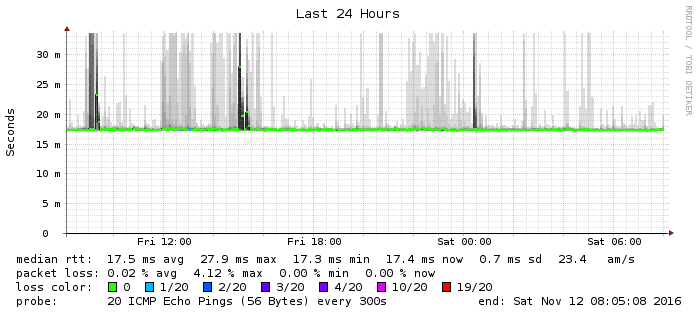 Last 24 Hours
RRDTOOL / TOBI OETIKER
Seconds
30 m
25 m
20 m
15 m
10 m
5 m
0
Fri 12:00 Fri 18:00 Sat 00:00 Sat 06:00
median rtt: 17.5 ms avg 27.9 ms max 17.3 ms min 17.4 ms now 0.7 ms sd 23.4 am/s
packet loss: 0.02 % avg 4.12 % max 0.00 % min 0.00 % now
loss color: 0 1/20 2/20 3/20 4/20 10/20 19/20
probe: 20 ICMP Echo Pings (56 Bytes) every 300s end: Sat Nov 12 08:05:08 2016